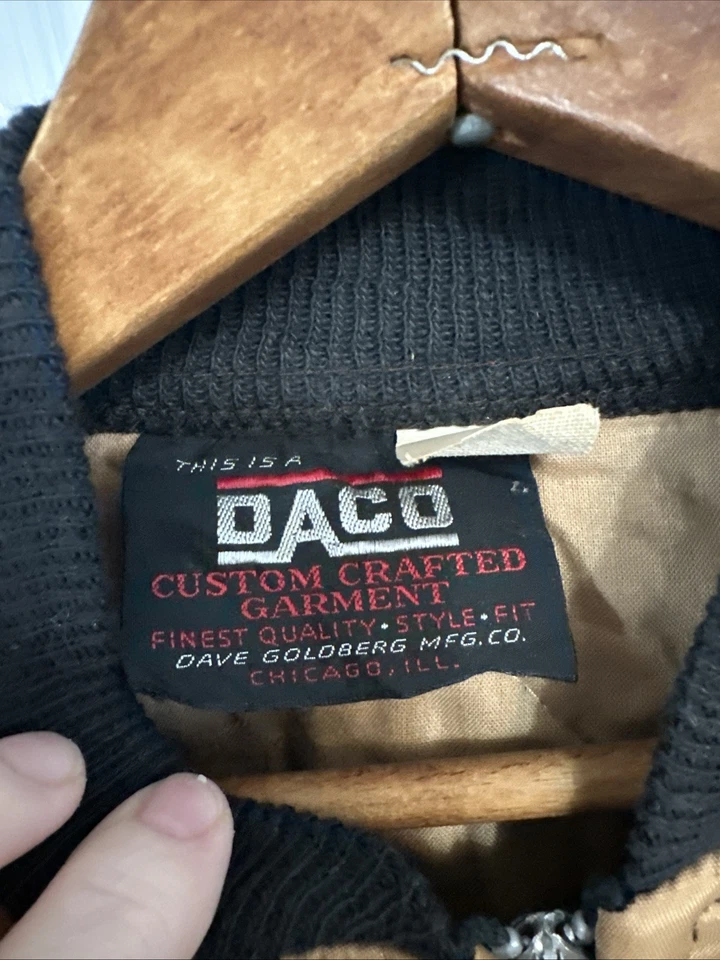 THIS IS A
DACO
CUSTOM CRAFTED
GARMENT
FINEST QUALITY • STYLE • FIT
DAVE GOLDBERG MFG. CO.
CHICAGO, ILL.